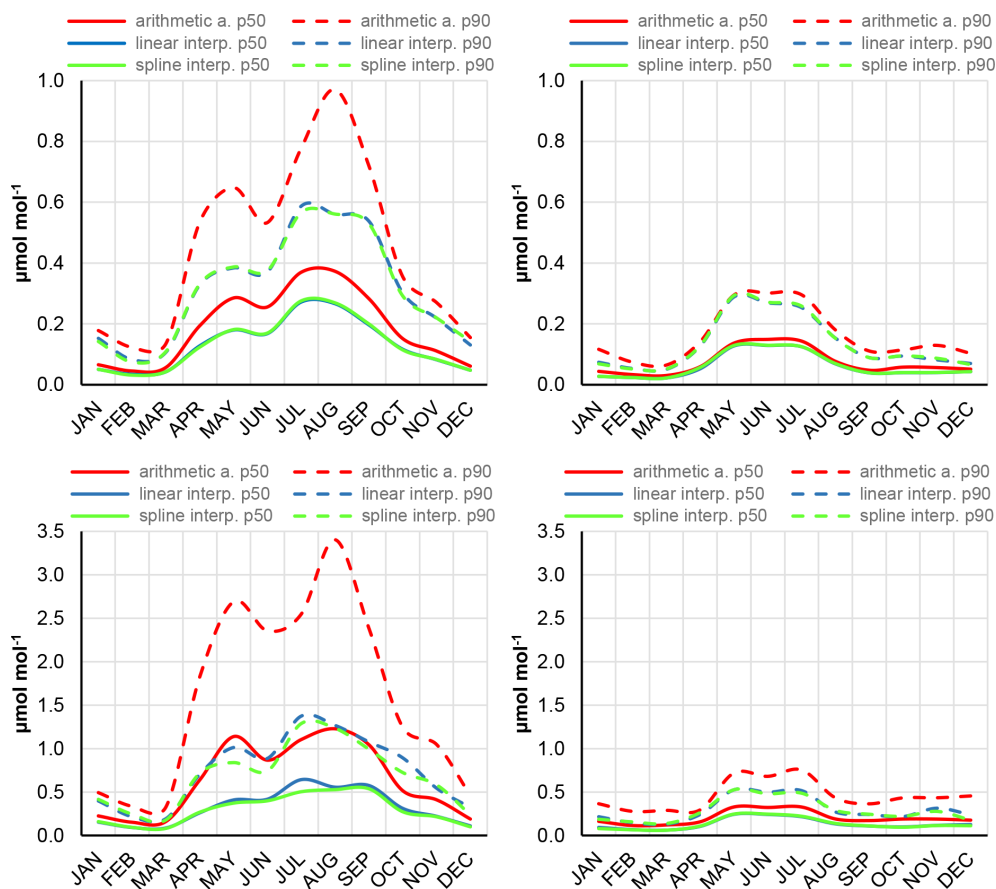 arithmetic a. p50 arithmetic a. p90
linear interp. p50 linear interp. p90
spline interp. p50 spline interp. p90
1.0
0.8
0.6
0.4
0.2
0.0
µmol mol-1
JAN FEB MAR APR MAY JUN JUL AUG SEP OCT NOV DEC
arithmetic a. p50 arithmetic a. p90
linear interp. p50 linear interp. p90
spline interp. p50 spline interp. p90
1.0
0.8
0.6
0.4
0.2
0.0
µmol mol-1
JAN FEB MAR APR MAY JUN JUL AUG SEP OCT NOV DEC
arithmetic a. p50 arithmetic a. p90
linear interp. p50 linear interp. p90
spline interp. p50 spline interp. p90
3.5
3.0
2.5
2.0
1.5
1.0
0.5
0.0
µmol mol-1
JAN FEB MAR APR MAY JUN JUL AUG SEP OCT NOV DEC
arithmetic a. p50 arithmetic a. p90
linear interp. p50 linear interp. p90
spline interp. p50 spline interp. p90
3.5
3.0
2.5
2.0
1.5
1.0
0.5
0.0
µmol mol-1
JAN FEB MAR APR MAY JUN JUL AUG SEP OCT NOV DEC